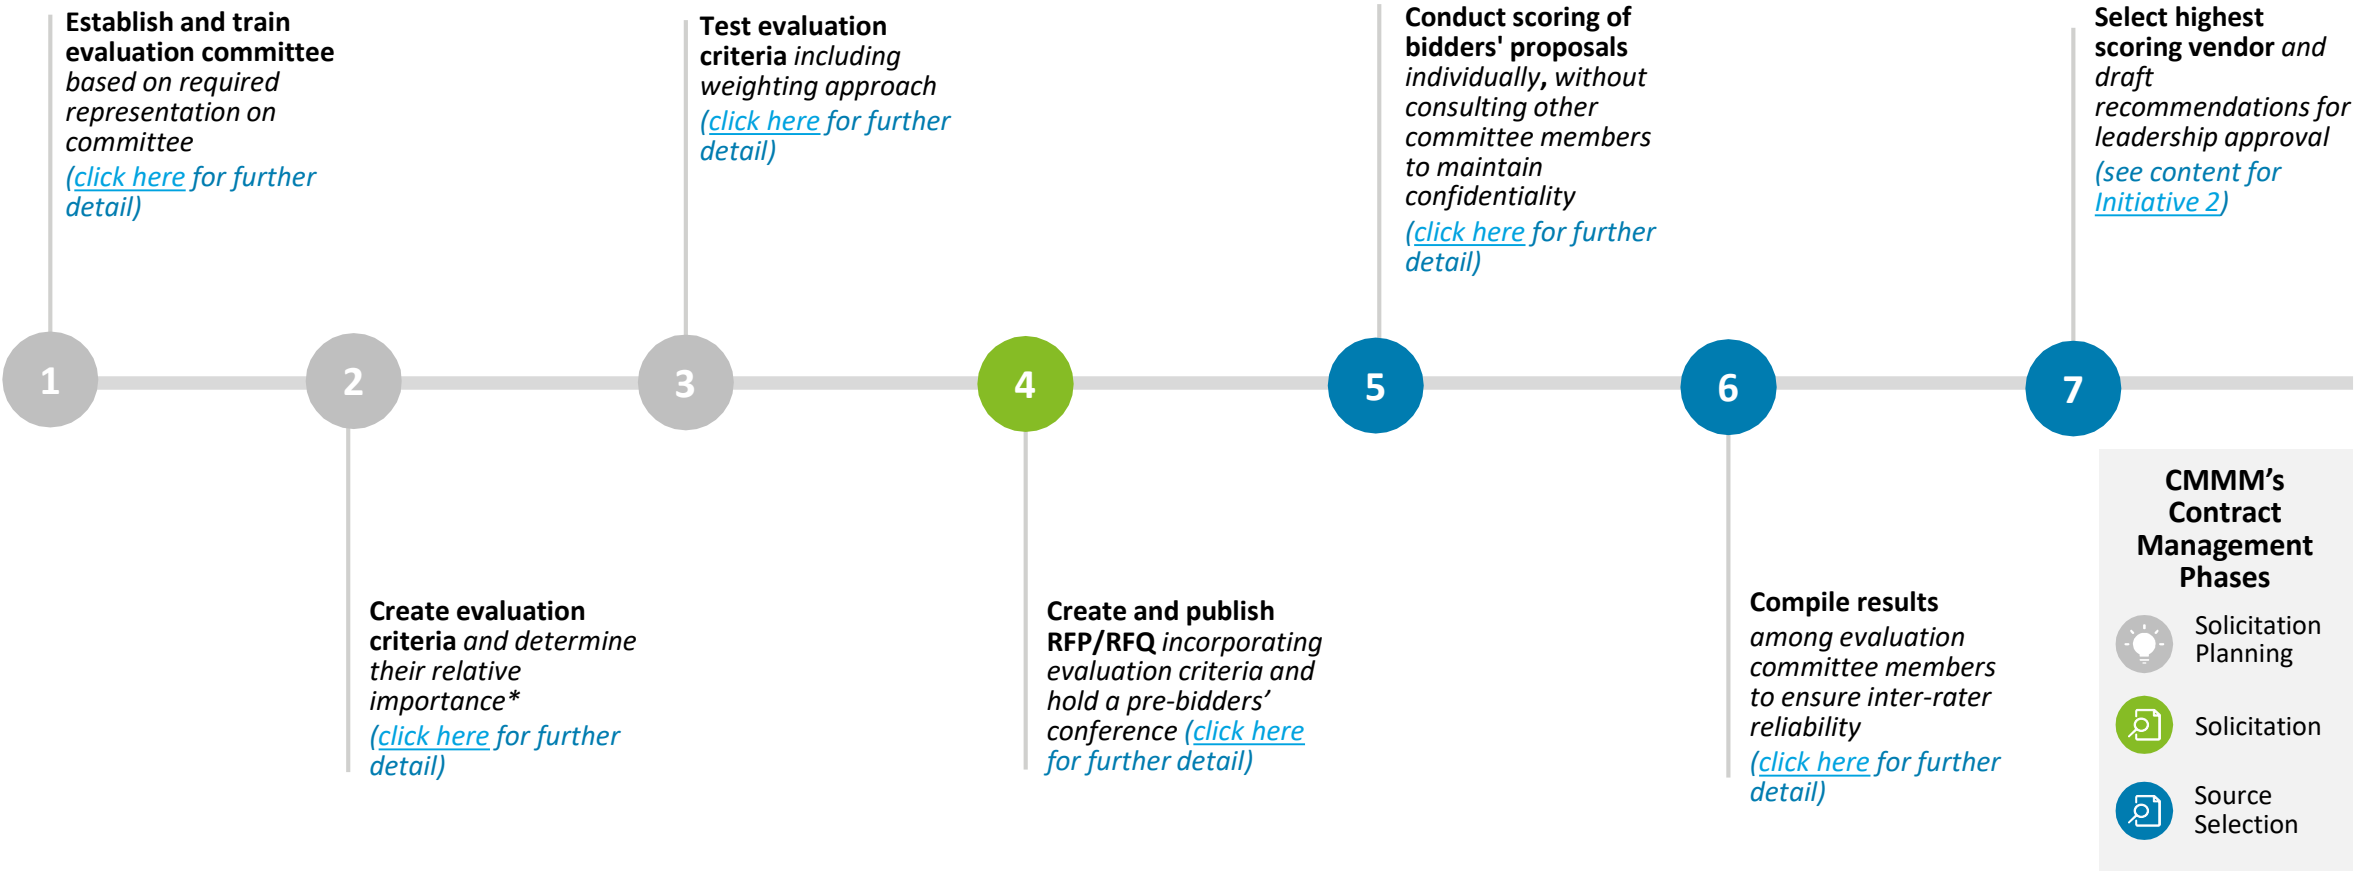 Establish and train
evaluation committee
based on required
representation on
committee
(click here for further
detail)
Test evaluation
criteria including
weighting approach
(click here for further
detail)
Conduct scoring of
bidders' proposals
individually, without
consulting other
committee members
to maintain
confidentiality
(click here for further
detail)
Select highest
scoring vendor and
draft
recommendations for
leadership approval
(see content for
Initiative 2)
1
2
3
4
5
6
7
Create evaluation
criteria and determine
their relative
importance*
(click here for further
detail)
Create and publish
RFP/RFQ incorporating
evaluation criteria and
hold a pre-bidders’
conference (click here
for further detail)
Compile results
among evaluation
committee members
to ensure inter-rater
reliability
(click here for further
detail)
CMMM’s
Contract
Management
Phases
Solicitation
Planning
Solicitation
Source
Selection